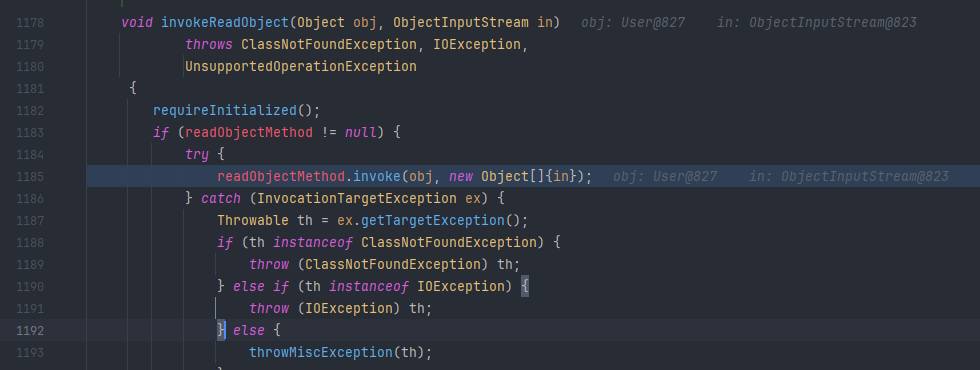 1178 void invokeReadObject(Object obj, ObjectInputStream in) obj: User@827 in: ObjectInputStream@823
1179 throws ClassNotFoundException, IOException,
1180 UnsupportedOperationException
1181 {
1182 requireInitialized();
1183 if (readObjectMethod != null) {
1184 try {
1185 readObjectMethod.invoke(obj, new Object[]{in}); obj: User@827 in: ObjectInputStream@823
1186 } catch (InvocationTargetException ex) {
1187 Throwable th = ex.getTargetException();
1188 if (th instanceof ClassNotFoundException) {
1189 throw (ClassNotFoundException) th;
1190 } else if (th instanceof IOException) {
1191 throw (IOException) th;
1192 } else {
1193 throwMiscException(th);